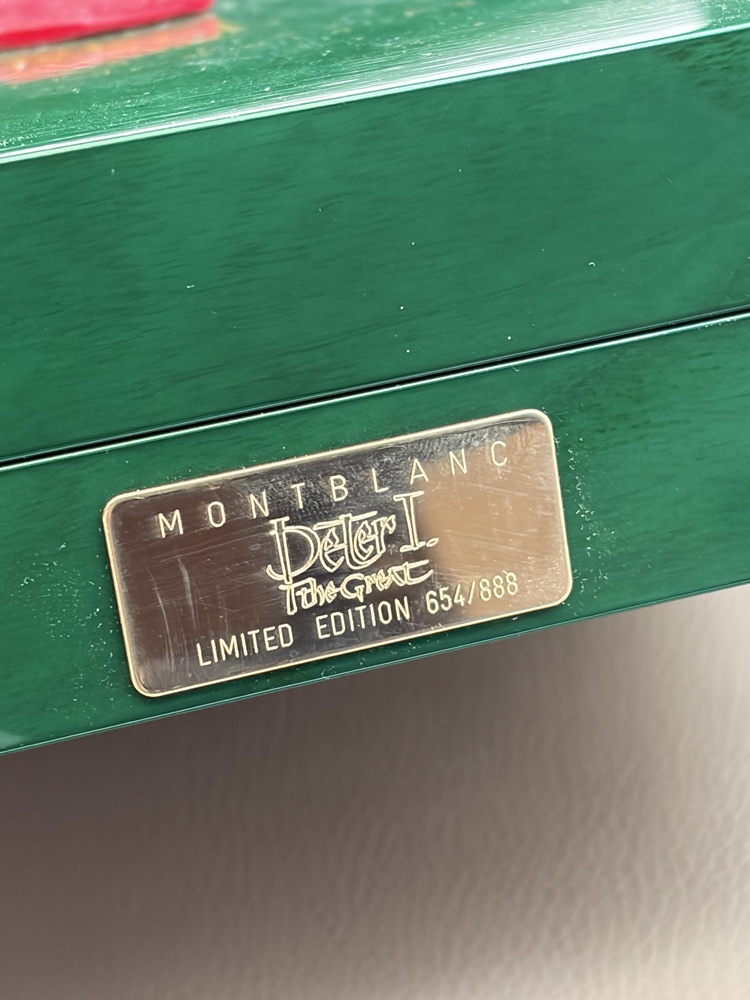 MONTBLANC
Peter I.
the Great
LIMITED EDITION 654/888